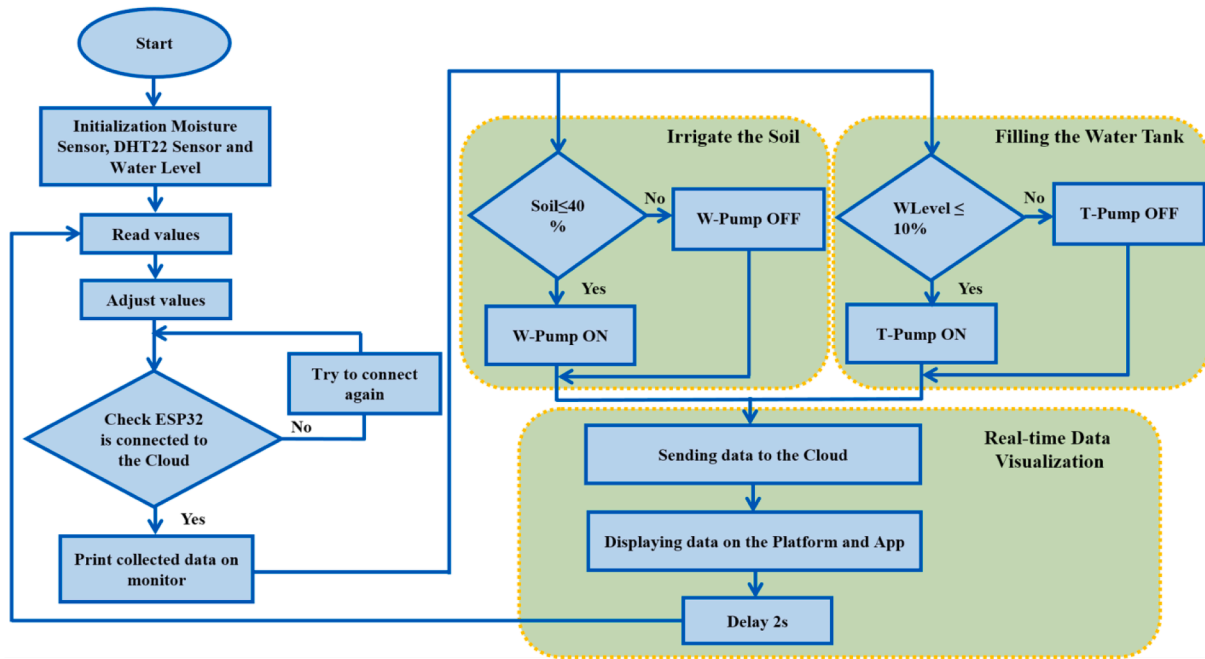 Start
Initialization Moisture
Sensor, DHT22 Sensor and
Water Level
Read values
Adjust values
Try to connect
again
Check ESP32
is connected to
the Cloud
No
Yes
Print collected data on
monitor
Irrigate the Soil
Soil≤40
%
No
W-Pump OFF
Yes
W-Pump ON
Filling the Water Tank
WLevel ≤
10%
No
T-Pump OFF
Yes
T-Pump ON
Real-time Data
Visualization
Sending data to the Cloud
Displaying data on the Platform and App
Delay 2s